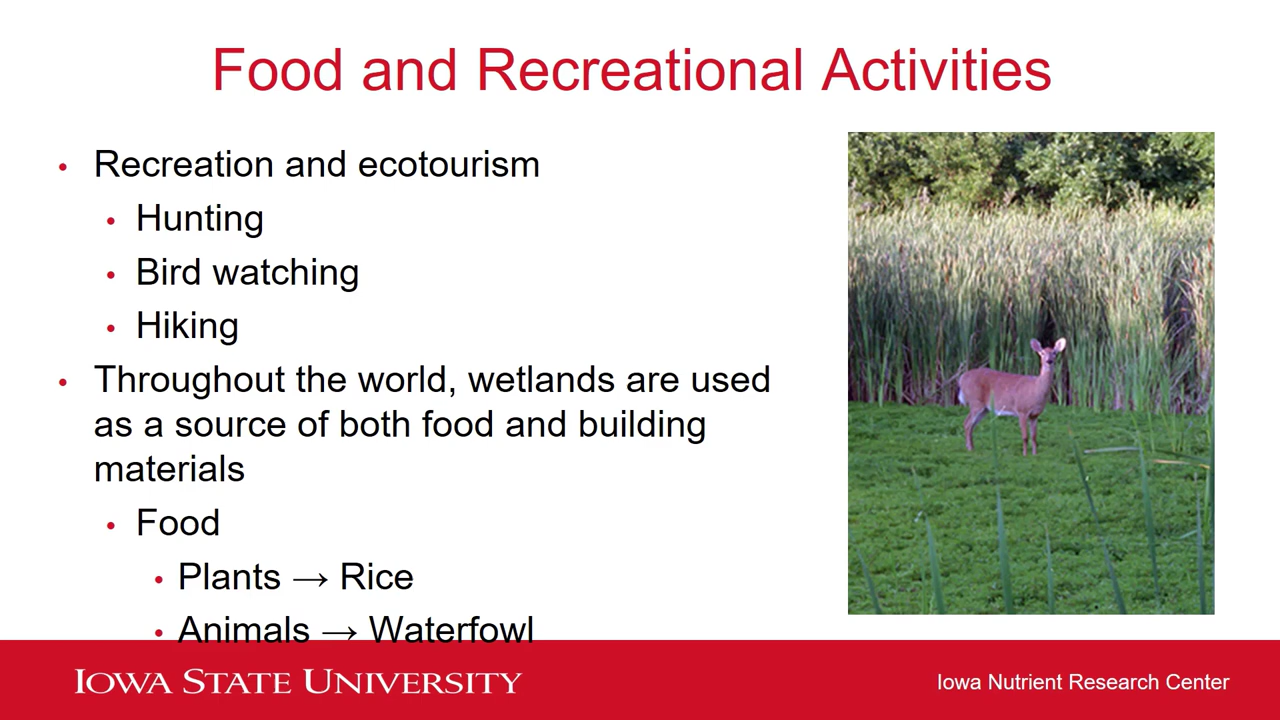 Food and Recreational Activities
• Recreation and ecotourism
• Hunting
• Bird watching
• Hiking
• Throughout the world, wetlands are used
as a source of both food and building
materials
• Food
• Plants → Rice
• Animals → Waterfowl
IOWA STATE UNIVERSITY
Iowa Nutrient Research Center